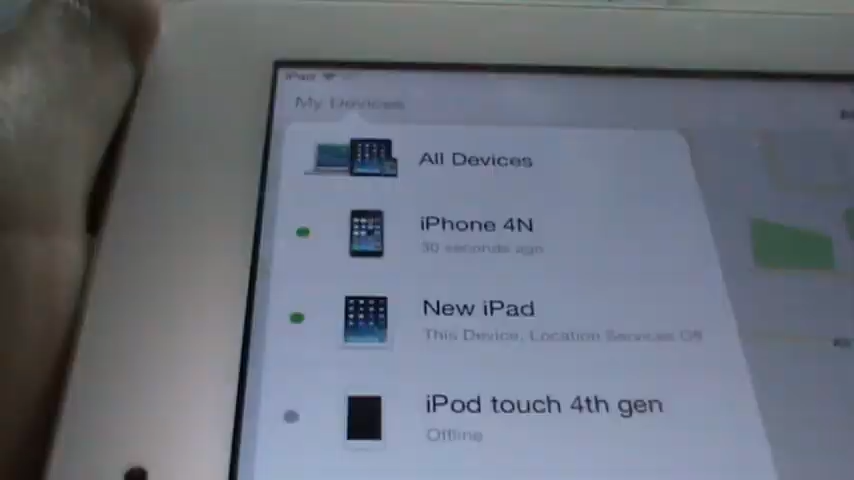 iPad
My Devices
All Devices
iPhone 4N
30 seconds ago
New iPad
This Device, Location Services Off
iPod touch 4th gen
Offline